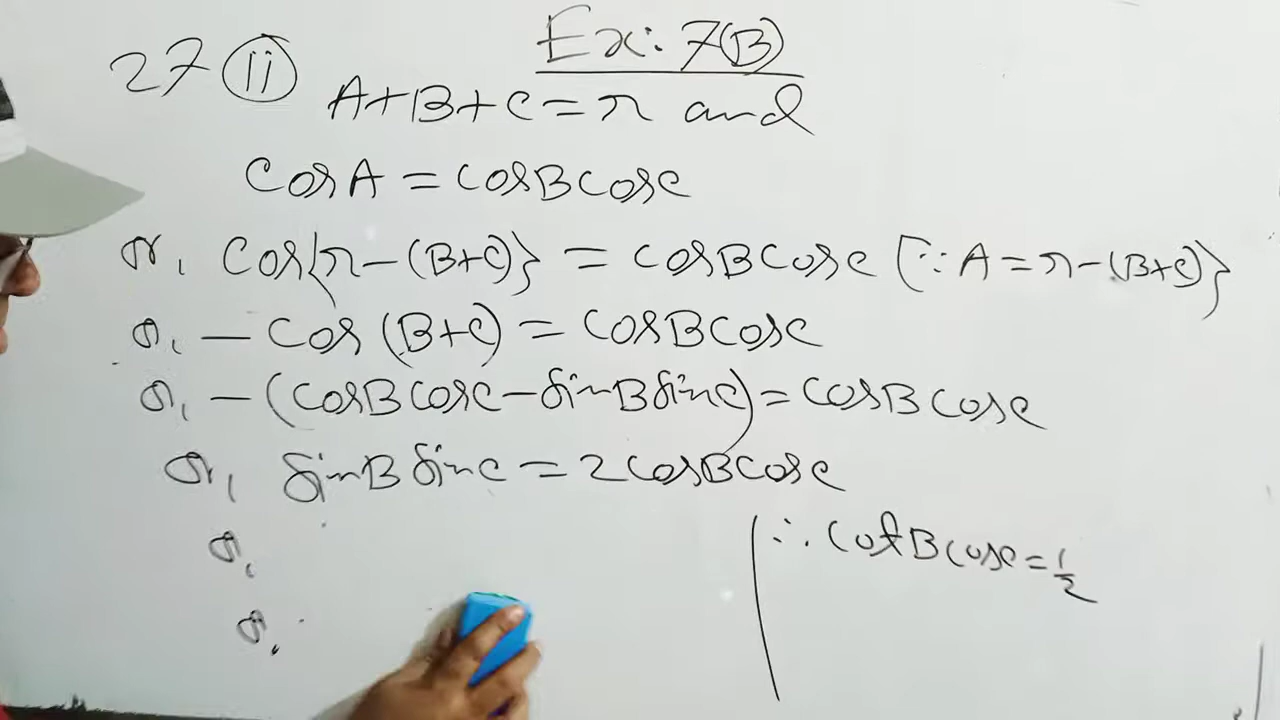 Ex: 7(B)
27 (ii)
A+B+C=π and
CosA = cosBcosC
or, Cos{π-(B+C)} = cosBcosC [∵A=π-(B+C)}
or, - Cos(B+C) = cosBcosC
or, - (cosBcosC-sinBsinC) = cosBcosC
or, sinBsinC = 2cosBcosC
or,
or,
∴ CotBcosC = 1/2